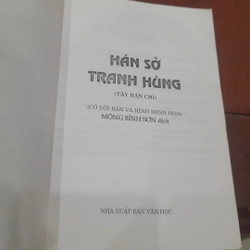 HÁN SỞ
TRANH HÙNG
(TÂY HÁN CHÍ)
(CÓ LỜI BÀN VÀ HÌNH MINH HỌA)
MỘNG BÌNH SƠN dịch
NHÀ XUẤT BẢN VĂN HỌC